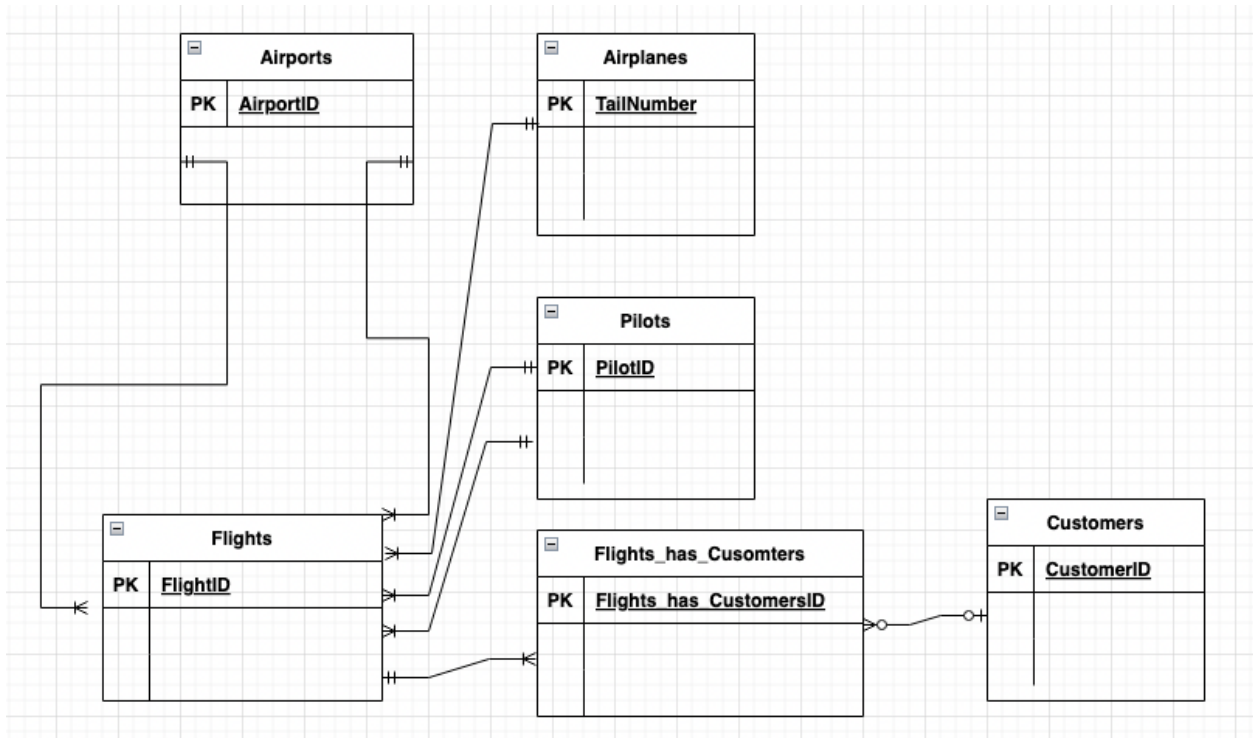 Airports
PK AirportID
Airplanes
PK TailNumber
Pilots
PK PilotID
Flights
PK FlightID
Flights_has_Cusomters
PK Flights_has_CustomersID
Customers
PK CustomerID